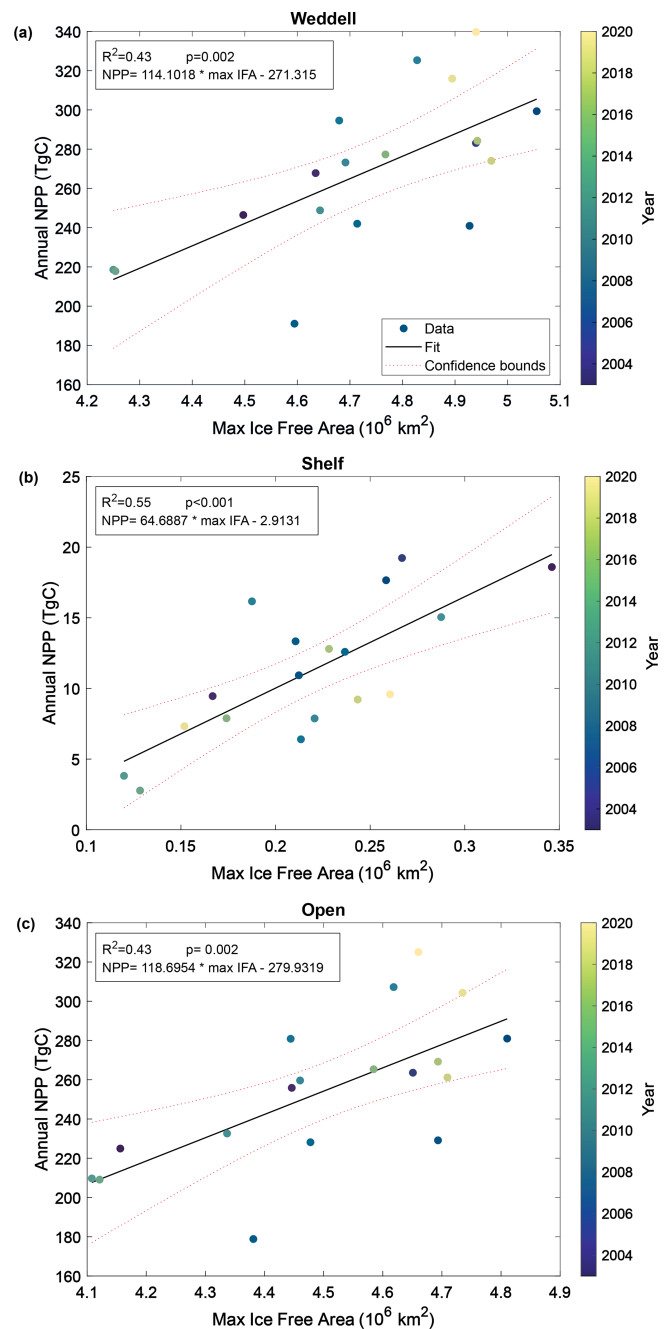 Weddell
(a)
R²=0.43 p=0.002
NPP= 114.1018 * max IFA - 271.315
Annual NPP (TgC)
340
320
300
280
260
240
220
200
180
160
4.2 4.3 4.4 4.5 4.6 4.7 4.8 4.9 5 5.1
Max Ice Free Area (10⁶ km²)
Data
Fit
Confidence bounds
2020
2018
2016
2014
2012
2010
2008
2006
2004
Year
Shelf
(b)
R²=0.55 p<0.001
NPP= 64.6887 * max IFA - 2.9131
Annual NPP (TgC)
25
20
15
10
5
0
0.1 0.15 0.2 0.25 0.3 0.35
Max Ice Free Area (10⁶ km²)
2020
2018
2016
2014
2012
2010
2008
2006
2004
Year
Open
(c)
R²=0.43 p= 0.002
NPP= 118.6954 * max IFA - 279.9319
Annual NPP (TgC)
340
320
300
280
260
240
220
200
180
160
4.1 4.2 4.3 4.4 4.5 4.6 4.7 4.8 4.9
Max Ice Free Area (10⁶ km²)
2020
2018
2016
2014
2012
2010
2008
2006
2004
Year